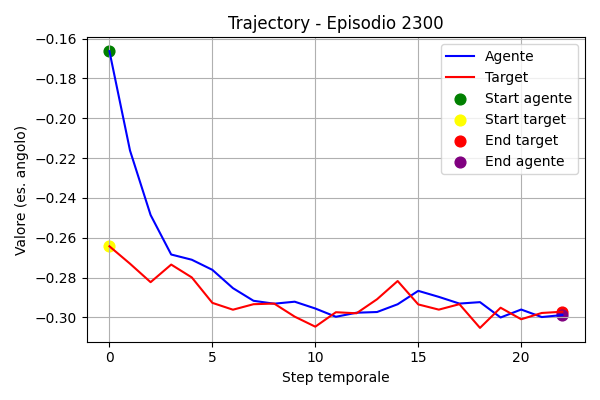 Trajectory - Episodio 2300
Valore (es. angolo)
−0.16
−0.18
−0.20
−0.22
−0.24
−0.26
−0.28
−0.30
Agente
Target
Start agente
Start target
End target
End agente
0 5 10 15 20
Step temporale